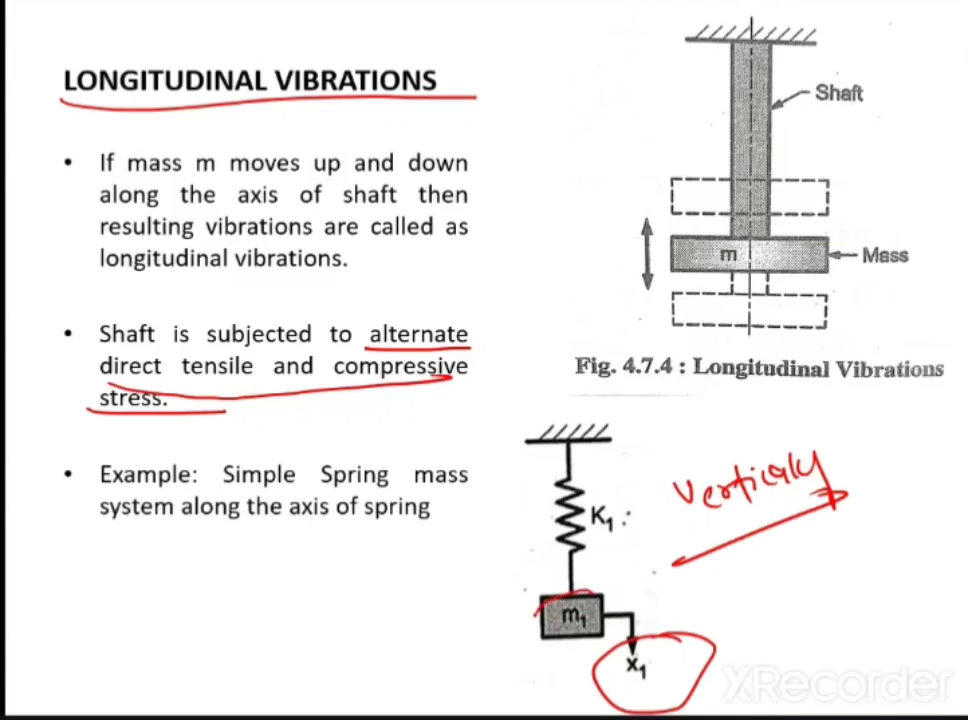 LONGITUDINAL VIBRATIONS
• If mass m moves up and down
along the axis of shaft then
resulting vibrations are called as
longitudinal vibrations.
• Shaft is subjected to alternate
direct tensile and compressive
stress.
• Example: Simple Spring mass
system along the axis of spring
Shaft
m
Mass
Fig. 4.7.4 : Longitudinal Vibrations
K₁
Verticaly
m₁
x₁
XRecorder